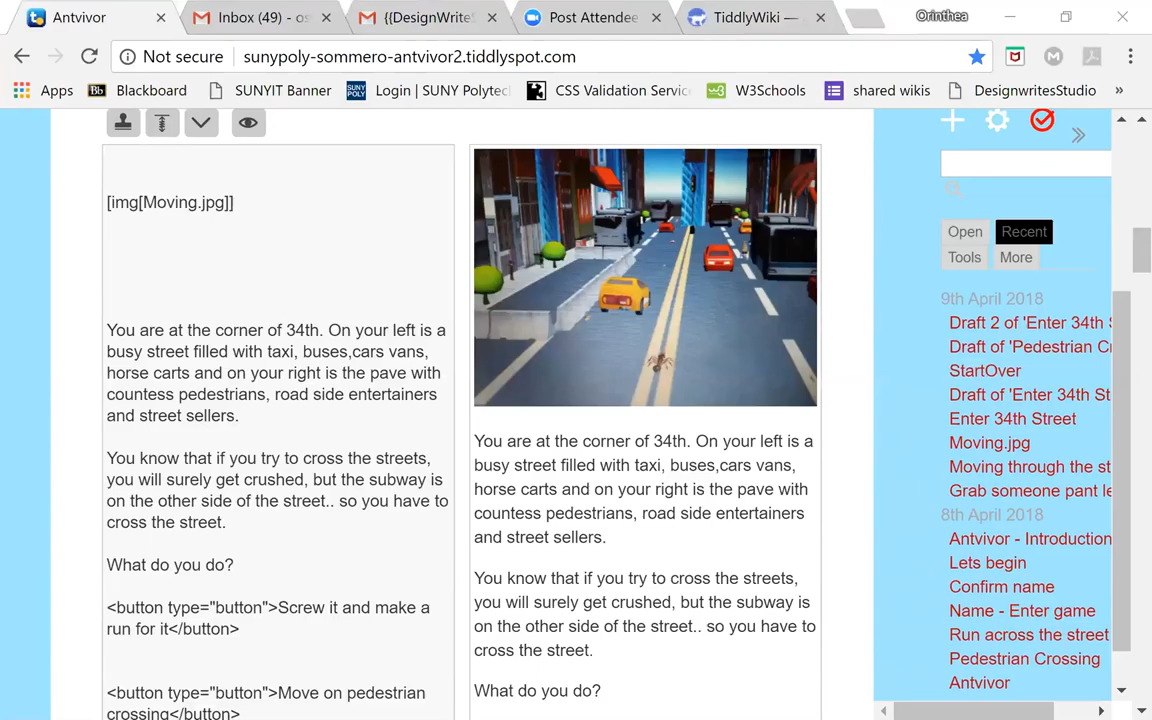 Antvivor
Inbox (49) - os
{{DesignWrite
Post Attendee
TiddlyWiki —
Orinthea
Not secure
sunypoly-sommero-antvivor2.tiddlyspot.com
Apps
Bb
Blackboard
SUNYIT Banner
SUNY POLY
Login | SUNY Polytec
CSS Validation Servic
W3Schools
shared wikis
DesignwritesStudio
»
[img[Moving.jpg]]
You are at the corner of 34th. On your left is a
busy street filled with taxi, buses,cars vans,
horse carts and on your right is the pave with
countess pedestrians, road side entertainers
and street sellers.
You know that if you try to cross the streets,
you will surely get crushed, but the subway is
on the other side of the street.. so you have to
cross the street.
What do you do?
<button type="button">Screw it and make a
run for it</button>
<button type="button">Move on pedestrian
crossing</button>
You are at the corner of 34th. On your left is a
busy street filled with taxi, buses,cars vans,
horse carts and on your right is the pave with
countess pedestrians, road side entertainers
and street sellers.
You know that if you try to cross the streets,
you will surely get crushed, but the subway is
on the other side of the street.. so you have to
cross the street.
What do you do?
Open
Recent
Tools
More
9th April 2018
Draft 2 of 'Enter 34th S
Draft of 'Pedestrian Cr
StartOver
Draft of 'Enter 34th St
Enter 34th Street
Moving.jpg
Moving through the st
Grab someone pant le
8th April 2018
Antvivor - Introduction
Lets begin
Confirm name
Name - Enter game
Run across the street
Pedestrian Crossing
Antvivor